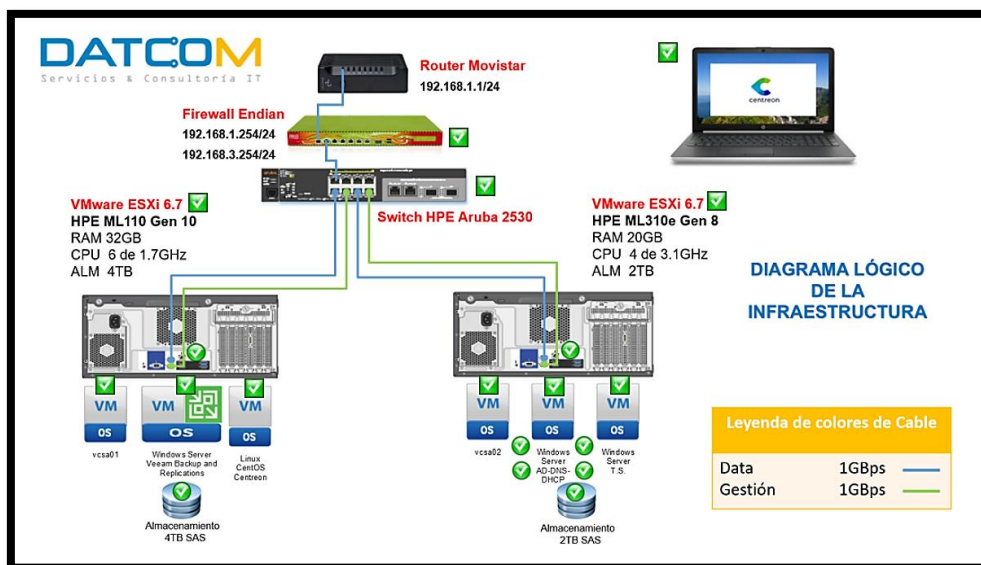 DATCOM
Servicios & Consultoría IT
Router Movistar
192.168.1.1/24
Firewall Endian
192.168.1.254/24
192.168.3.254/24
centreon
Switch HPE Aruba 2530
VMware ESXi 6.7
HPE ML110 Gen 10
RAM 32GB
CPU 6 de 1.7GHz
ALM 4TB
VMware ESXi 6.7
HPE ML310e Gen 8
RAM 20GB
CPU 4 de 3.1GHz
ALM 2TB
DIAGRAMA LÓGICO
DE LA
INFRAESTRUCTURA
VM
OS
vcsa01
VM
OS
Windows Server
Veeam Backup and
Replications
VM
OS
Linux
CentOS
Centreon
Almacenamiento
4TB SAS
VM
OS
vcsa02
VM
OS
Windows
Server
AD-DNS-
DHCP
VM
OS
Windows
Server
T.S.
Almacenamiento
2TB SAS
Leyenda de colores de Cable
Data 1GBps
Gestión 1GBps